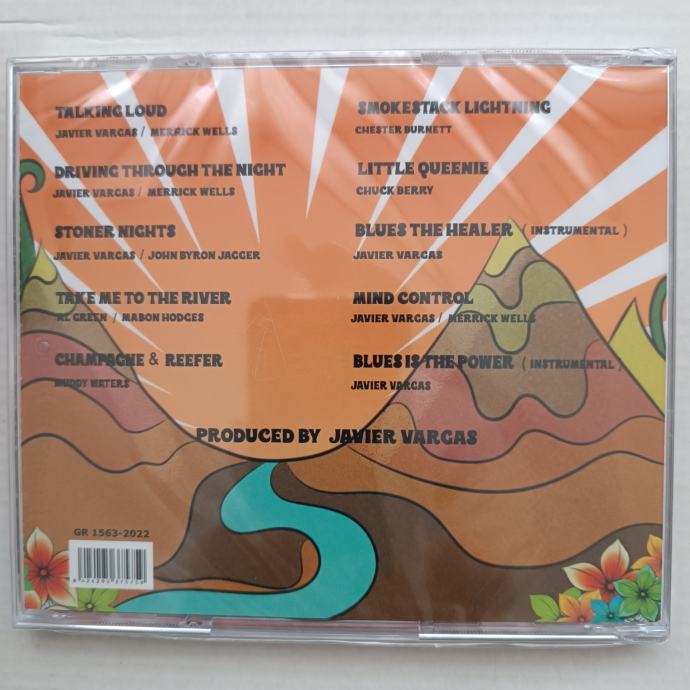 TALKING LOUD
JAVIER VARGAS / MERRICK WELLS
DRIVING THROUGH THE NIGHT
JAVIER VARGAS / MERRICK WELLS
STONER NIGHTS
JAVIER VARGAS / JOHN BYRON JAGGER
TAKE ME TO THE RIVER
AL GREEN / MABON HODGES
CHAMPAGNE & REEFER
MUDDY WATERS
SMOKESTACK LIGHTNING
CHESTER BURNETT
LITTLE QUEENIE
CHUCK BERRY
BLUES THE HEALER ( INSTRUMENTAL )
JAVIER VARGAS
MIND CONTROL
JAVIER VARGAS / MERRICK WELLS
BLUES IS THE POWER ( INSTRUMENTAL )
JAVIER VARGAS
PRODUCED BY JAVIER VARGAS
GR 1563-2022